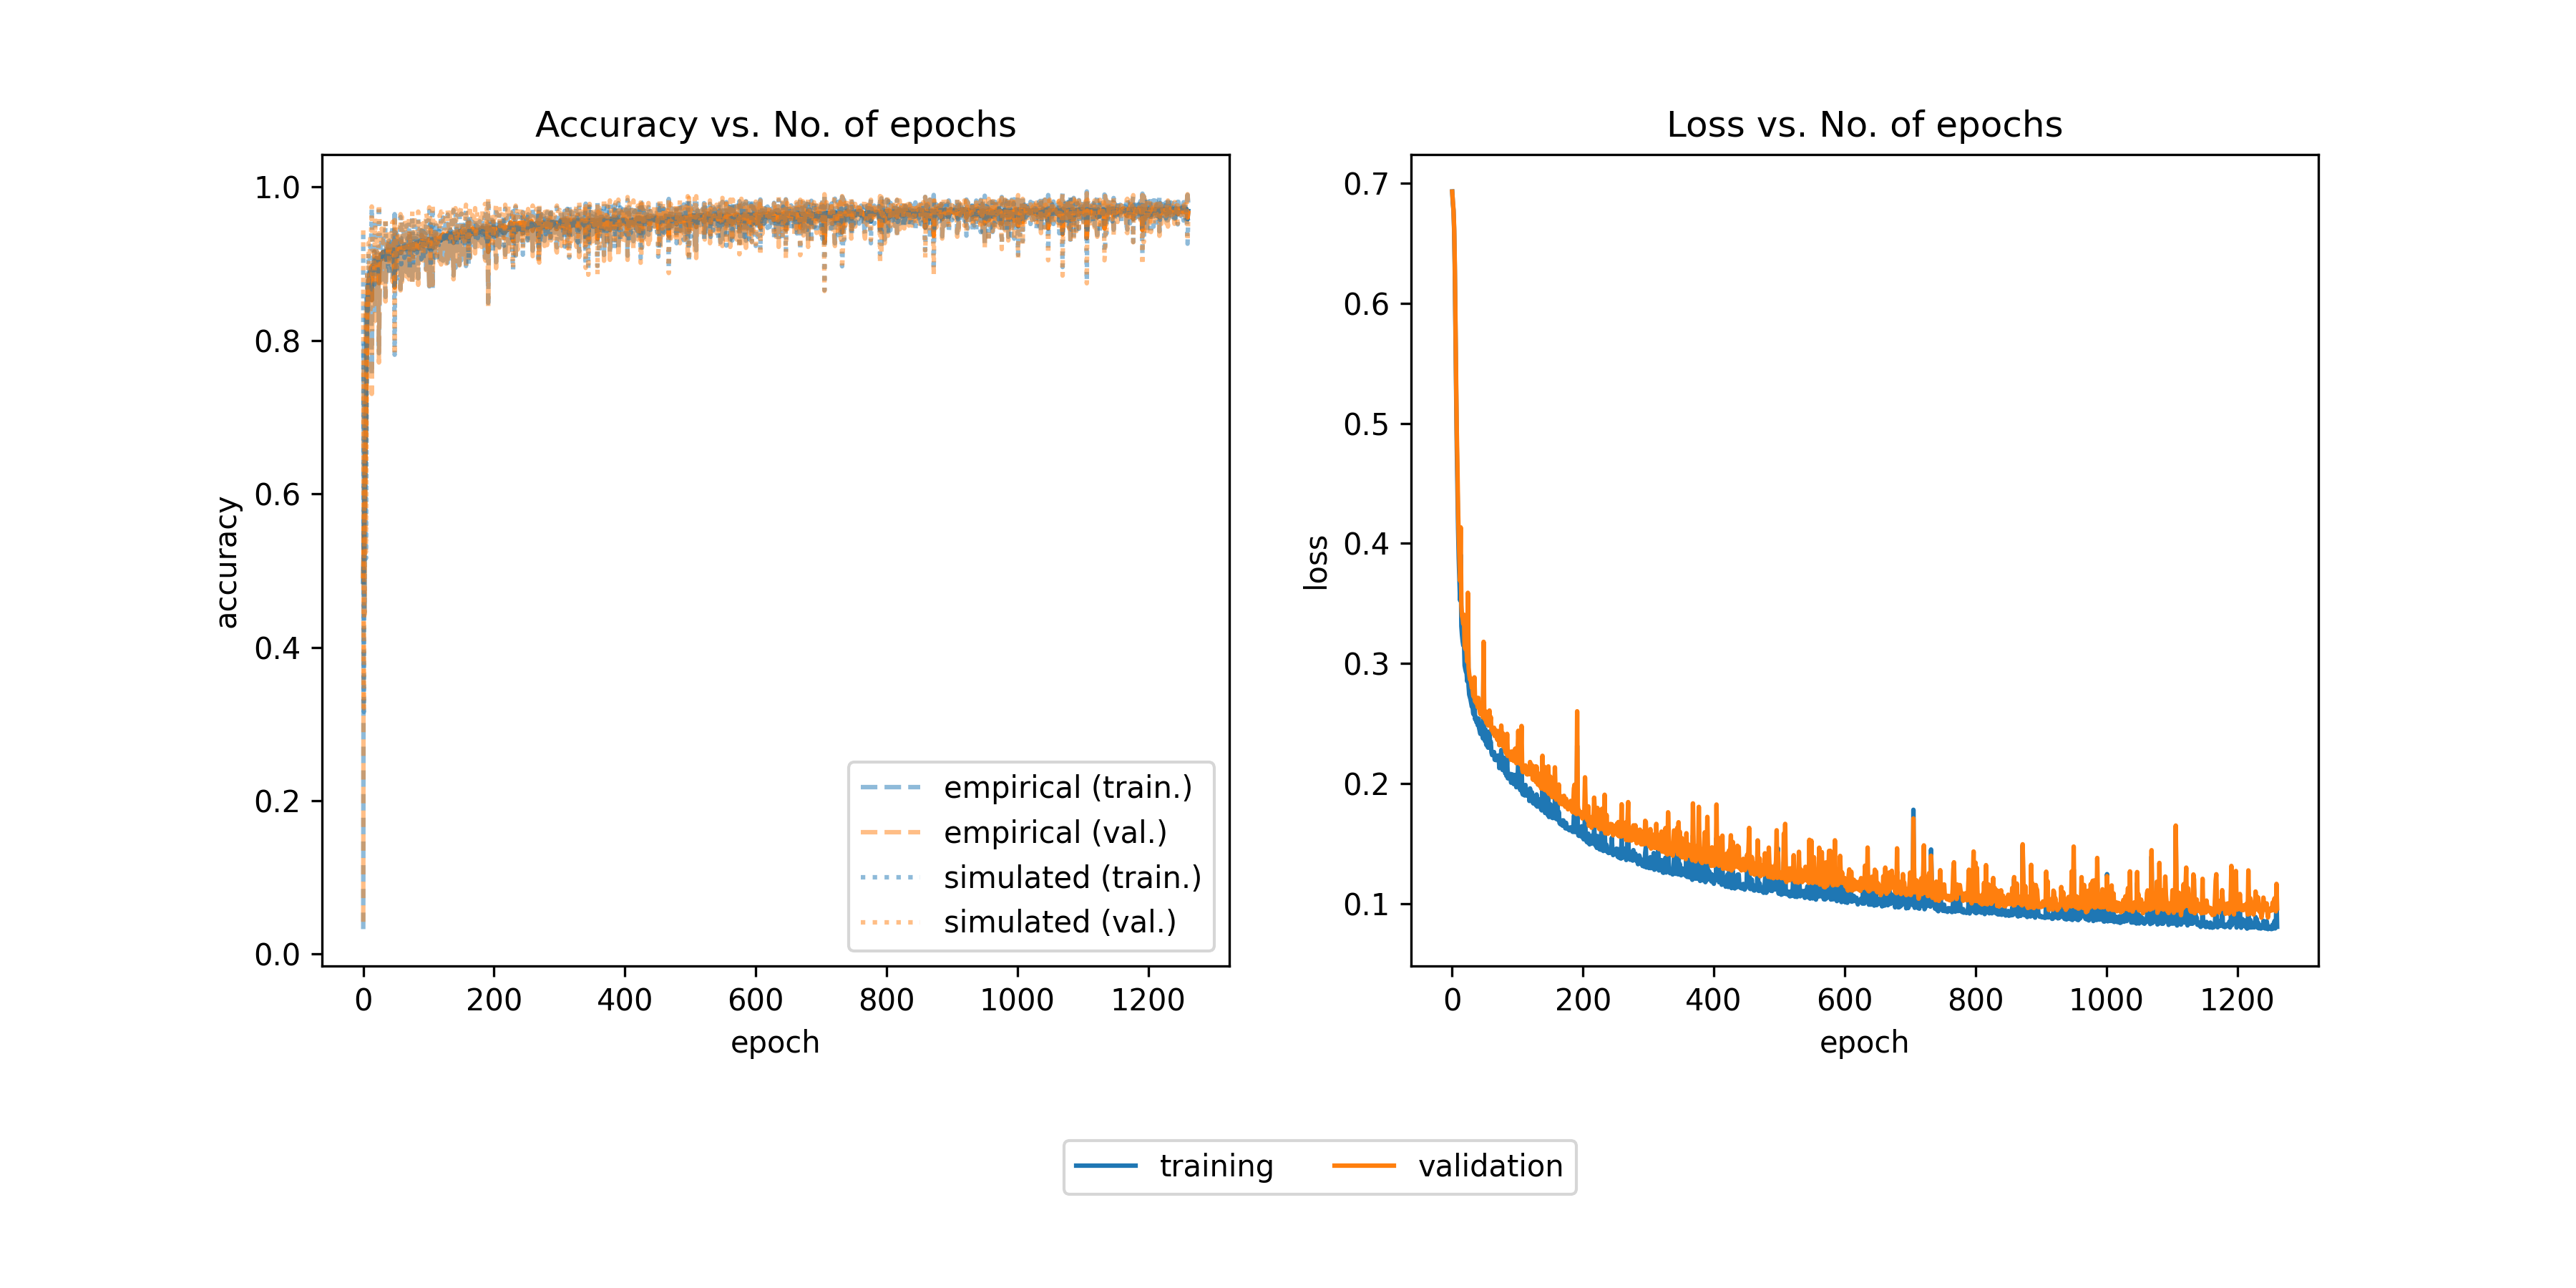 Accuracy vs. No. of epochs
1.0
0.8
0.6
0.4
0.2
0.0
accuracy
0 200 400 600 800 1000 1200
epoch
empirical (train.)
empirical (val.)
simulated (train.)
simulated (val.)
Loss vs. No. of epochs
0.7
0.6
0.5
0.4
0.3
0.2
0.1
loss
0 200 400 600 800 1000 1200
epoch
training validation